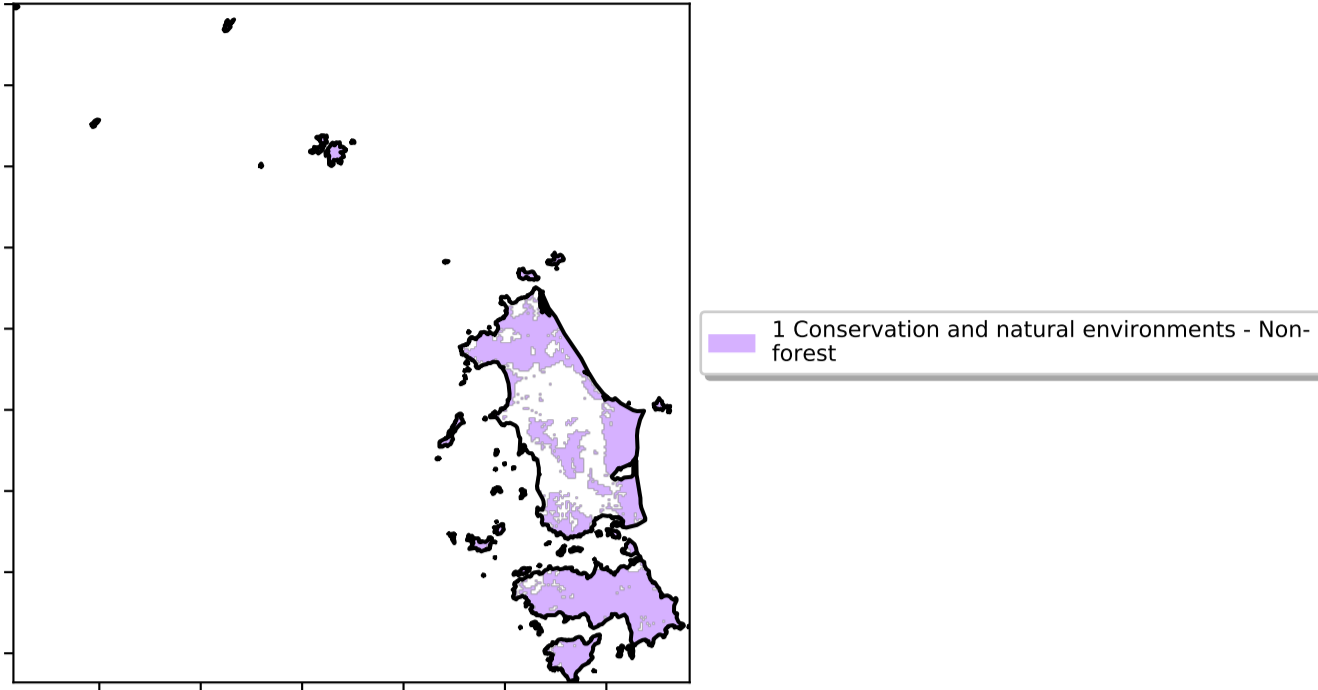 1 Conservation and natural environments - Non-
forest